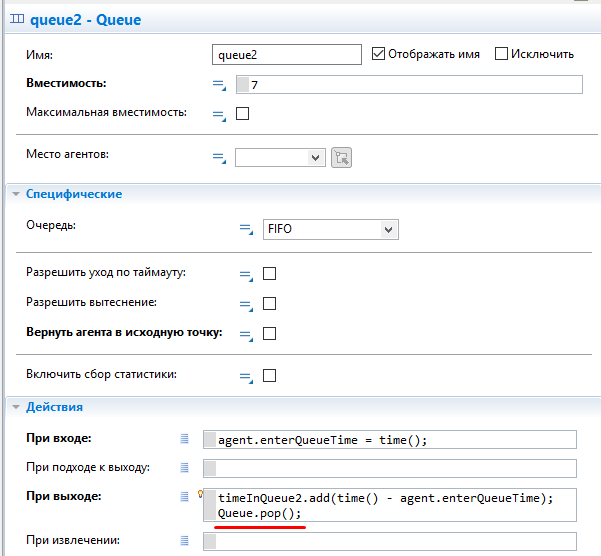 queue2 - Queue
Имя: queue2 Отображать имя Исключить
Вместимость: 7
Максимальная вместимость:
Место агентов:
Специфические
Очередь: FIFO
Разрешить уход по таймауту:
Разрешить вытеснение:
Вернуть агента в исходную точку:
Включить сбор статистики:
Действия
При входе: agent.enterQueueTime = time();
При подходе к выходу:
При выходе: timeInQueue2.add(time() - agent.enterQueueTime);
Queue.pop();
При извлечении: